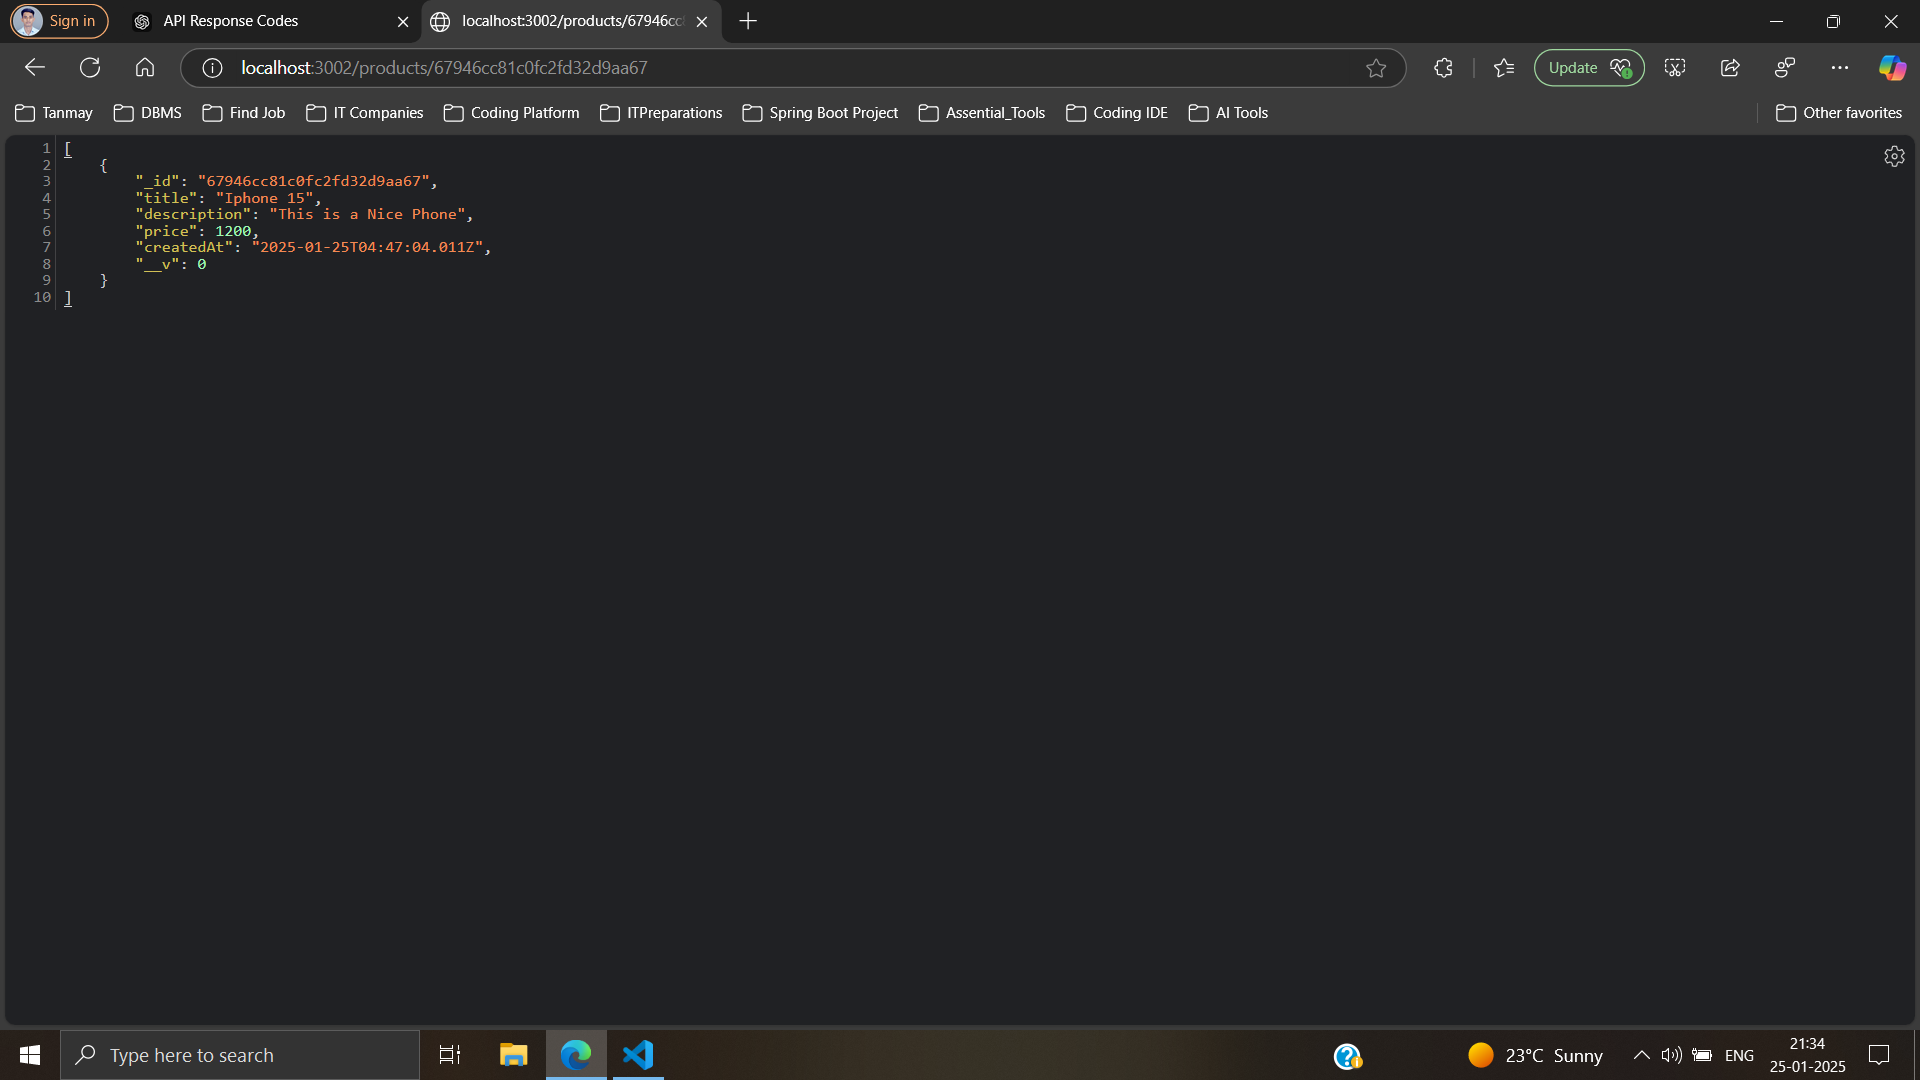 Sign in
API Response Codes
localhost:3002/products/67946cc
localhost:3002/products/67946cc81c0fc2fd32d9aa67
Update
Tanmay
DBMS
Find Job
IT Companies
Coding Platform
ITPreparations
Spring Boot Project
Assential_Tools
Coding IDE
AI Tools
Other favorites
1 [
2 {
3 "_id": "67946cc81c0fc2fd32d9aa67",
4 "title": "Iphone 15",
5 "description": "This is a Nice Phone",
6 "price": 1200,
7 "createdAt": "2025-01-25T04:47:04.011Z",
8 "__v": 0
9 }
10 ]
Type here to search
23°C Sunny
ENG
21:34
25-01-2025